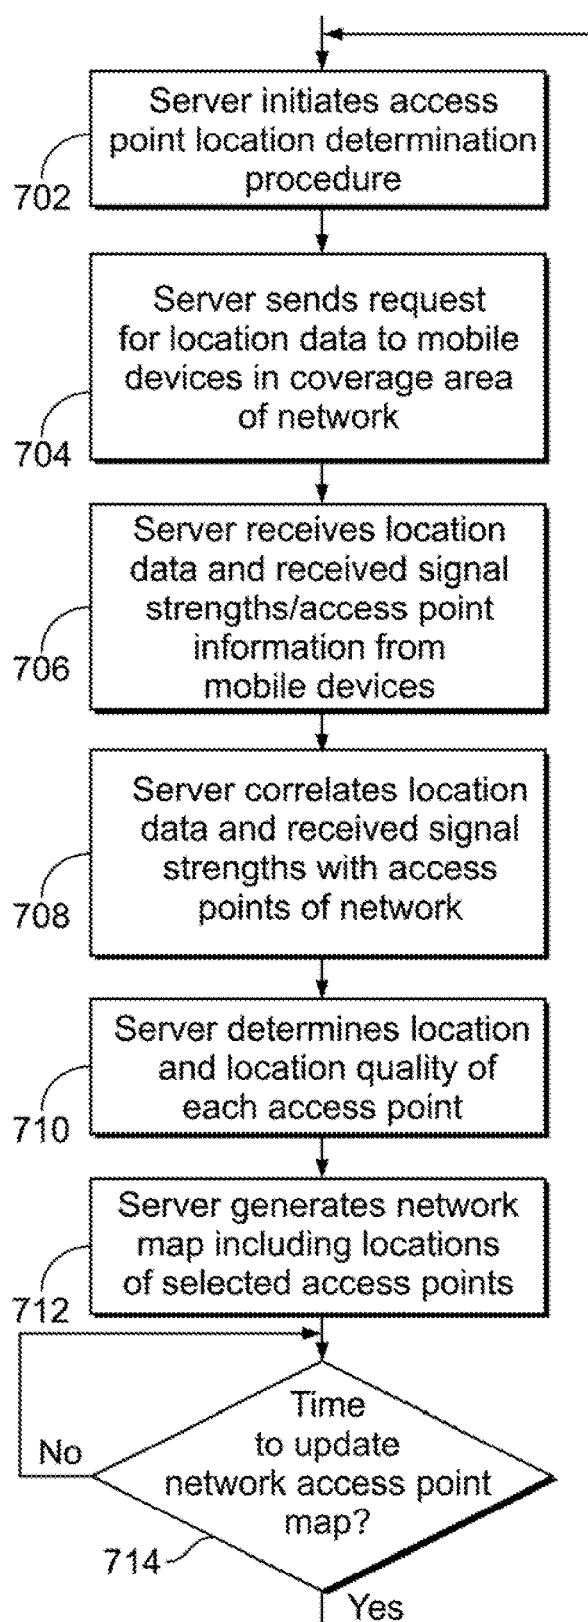 Server initiates access
point location determination
procedure
702
Server sends request
for location data to mobile
devices in coverage area
of network
704
Server receives location
data and received signal
strengths/access point
information from
mobile devices
706
Server correlates location
data and received signal
strengths with access
points of network
708
Server determines location
and location quality of
each access point
710
Server generates network
map including locations
of selected access points
712
Time
to update
network access point
map?
No
714
Yes